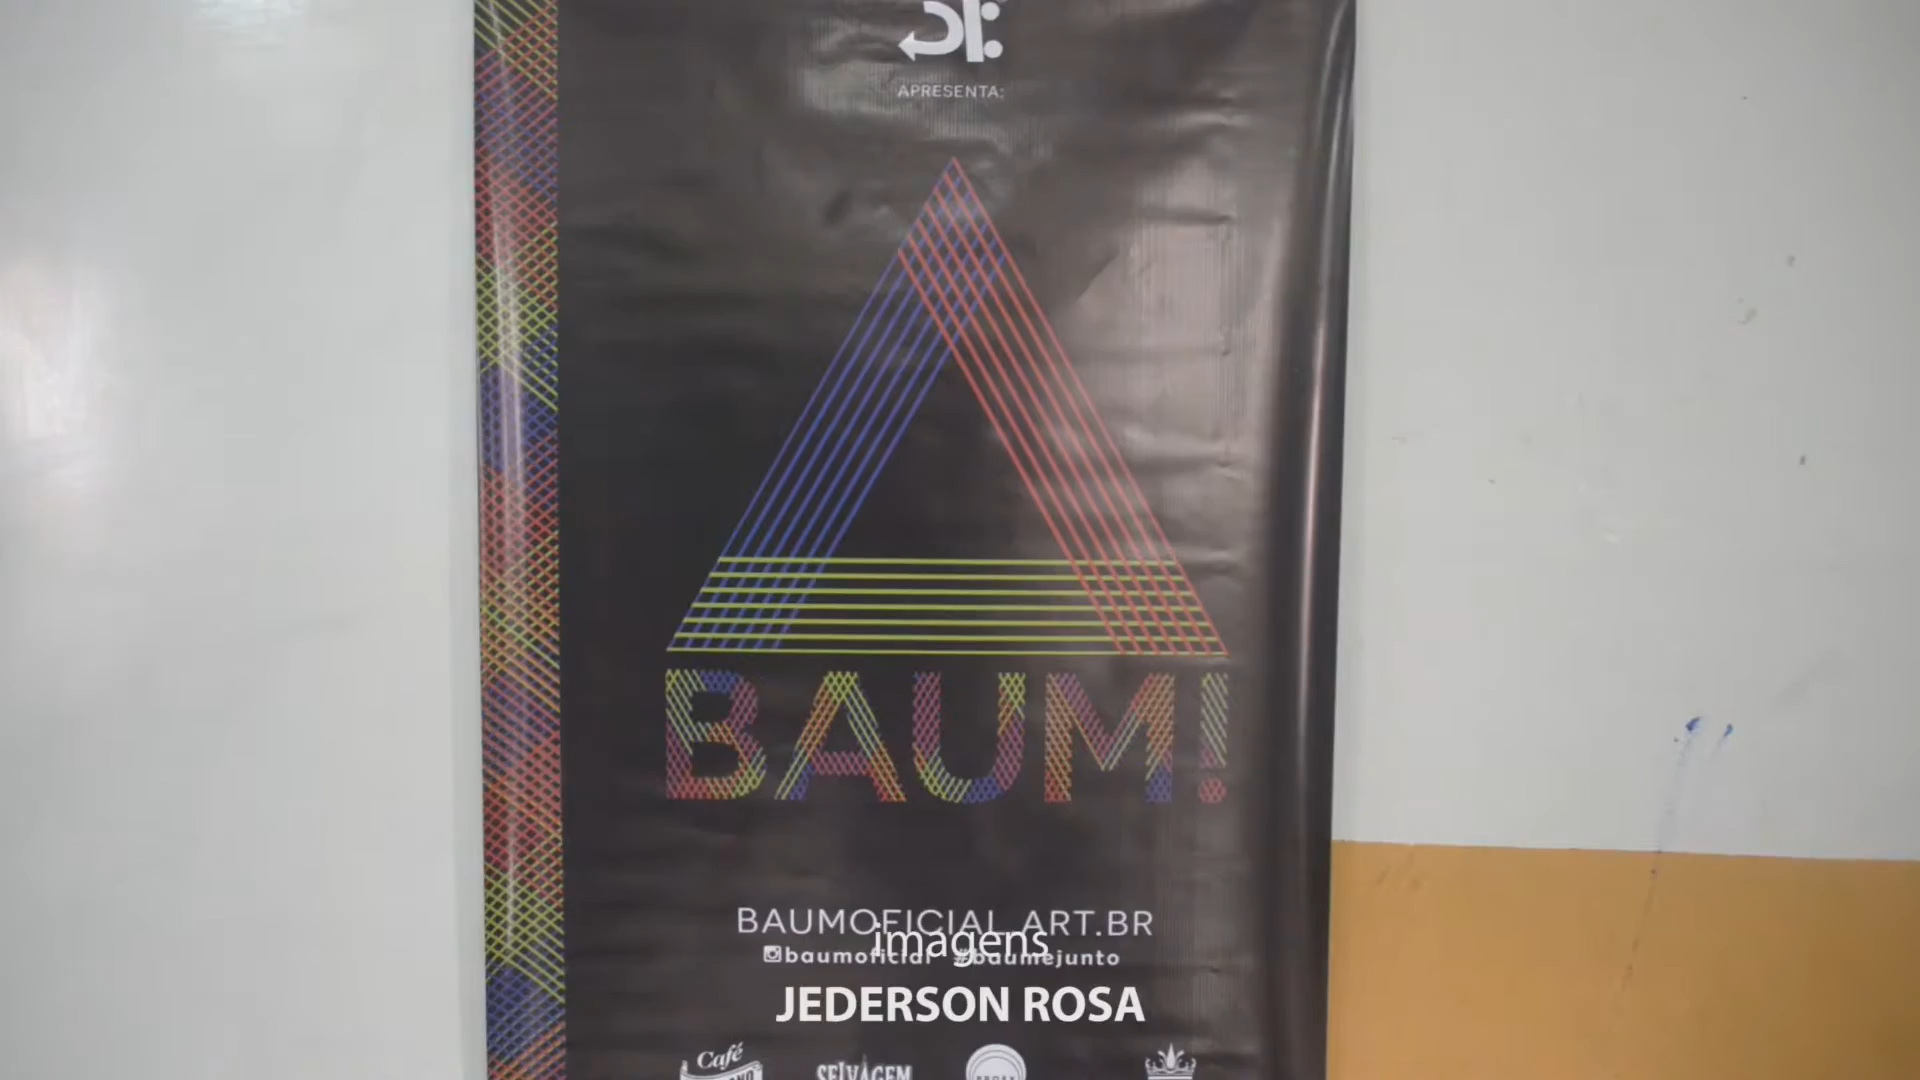 APRESENTA:
BAUM!
BAUMOFICIAL.ART.BR
imagens
baumoficial #baumejunto
JEDERSON ROSA
Café
SELVAGEM